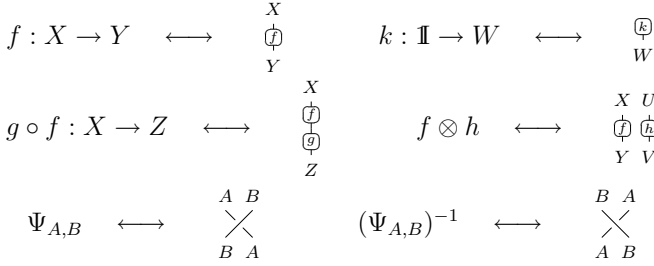 f : X → Y ⟷ X f Y k : 𝟙 → W ⟷ k W
g ∘ f : X → Z ⟷ X f g Z f ⊗ h ⟷ X U f h Y V
Ψ_{A,B} ⟷ A B B A (Ψ_{A,B})^{-1} ⟷ B A A B